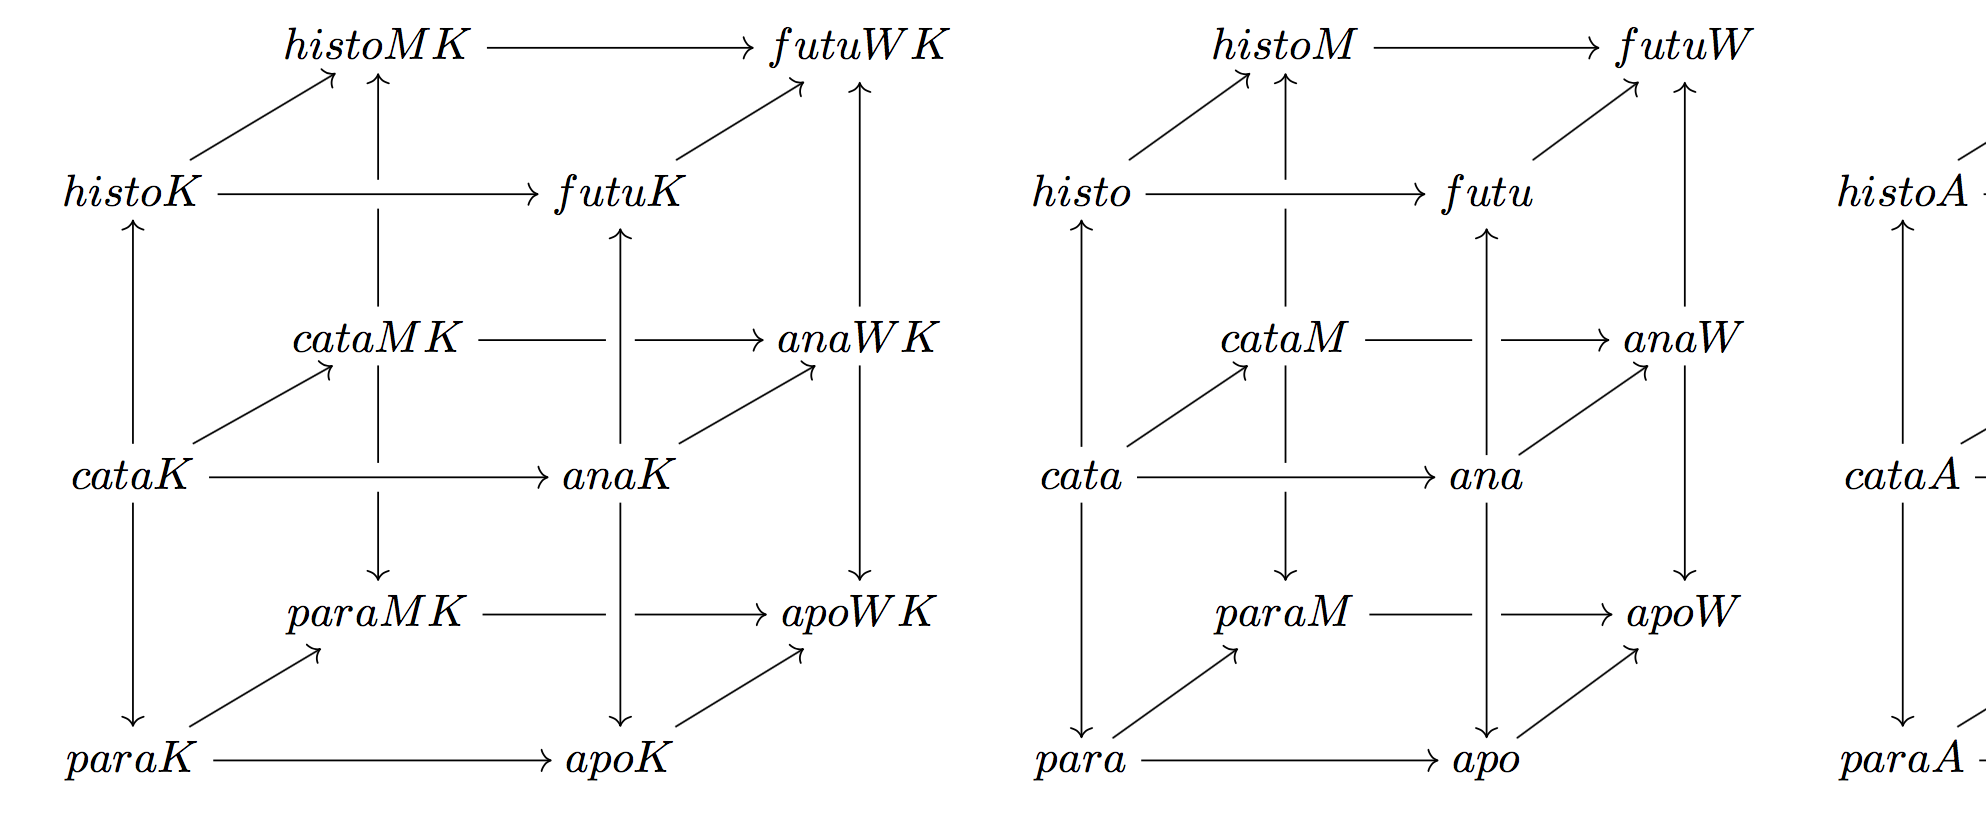 histoMK futuWK histoM futuW
histoK futuK histo futu histoA
cataMK anaWK cataM anaW
cataK anaK cata ana cataA
paraMK apoWK paraM apoW
paraK apoK para apo paraA